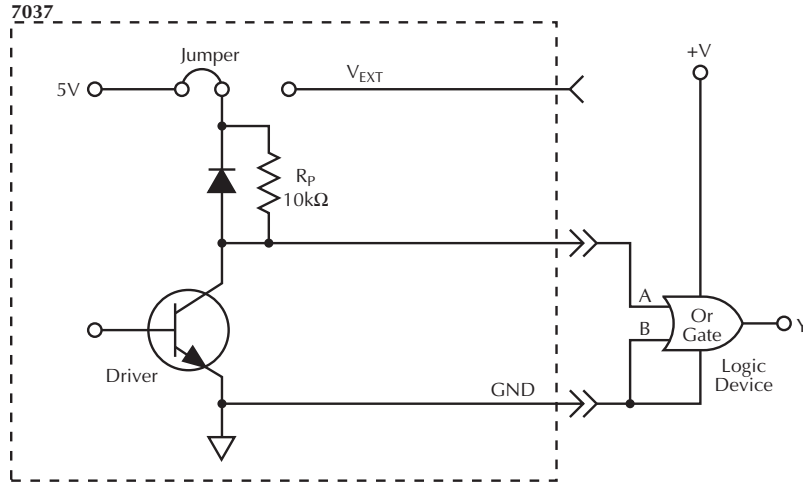 7037
Jumper
+V
5V
V_EXT
R_P
10kΩ
A
Or
Gate
B
Y
Logic
Device
Driver
GND